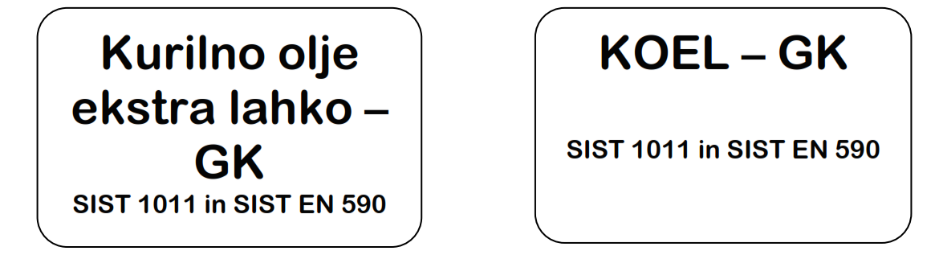 Kurilno olje
ekstra lahko –
GK
SIST 1011 in SIST EN 590
KOEL – GK
SIST 1011 in SIST EN 590